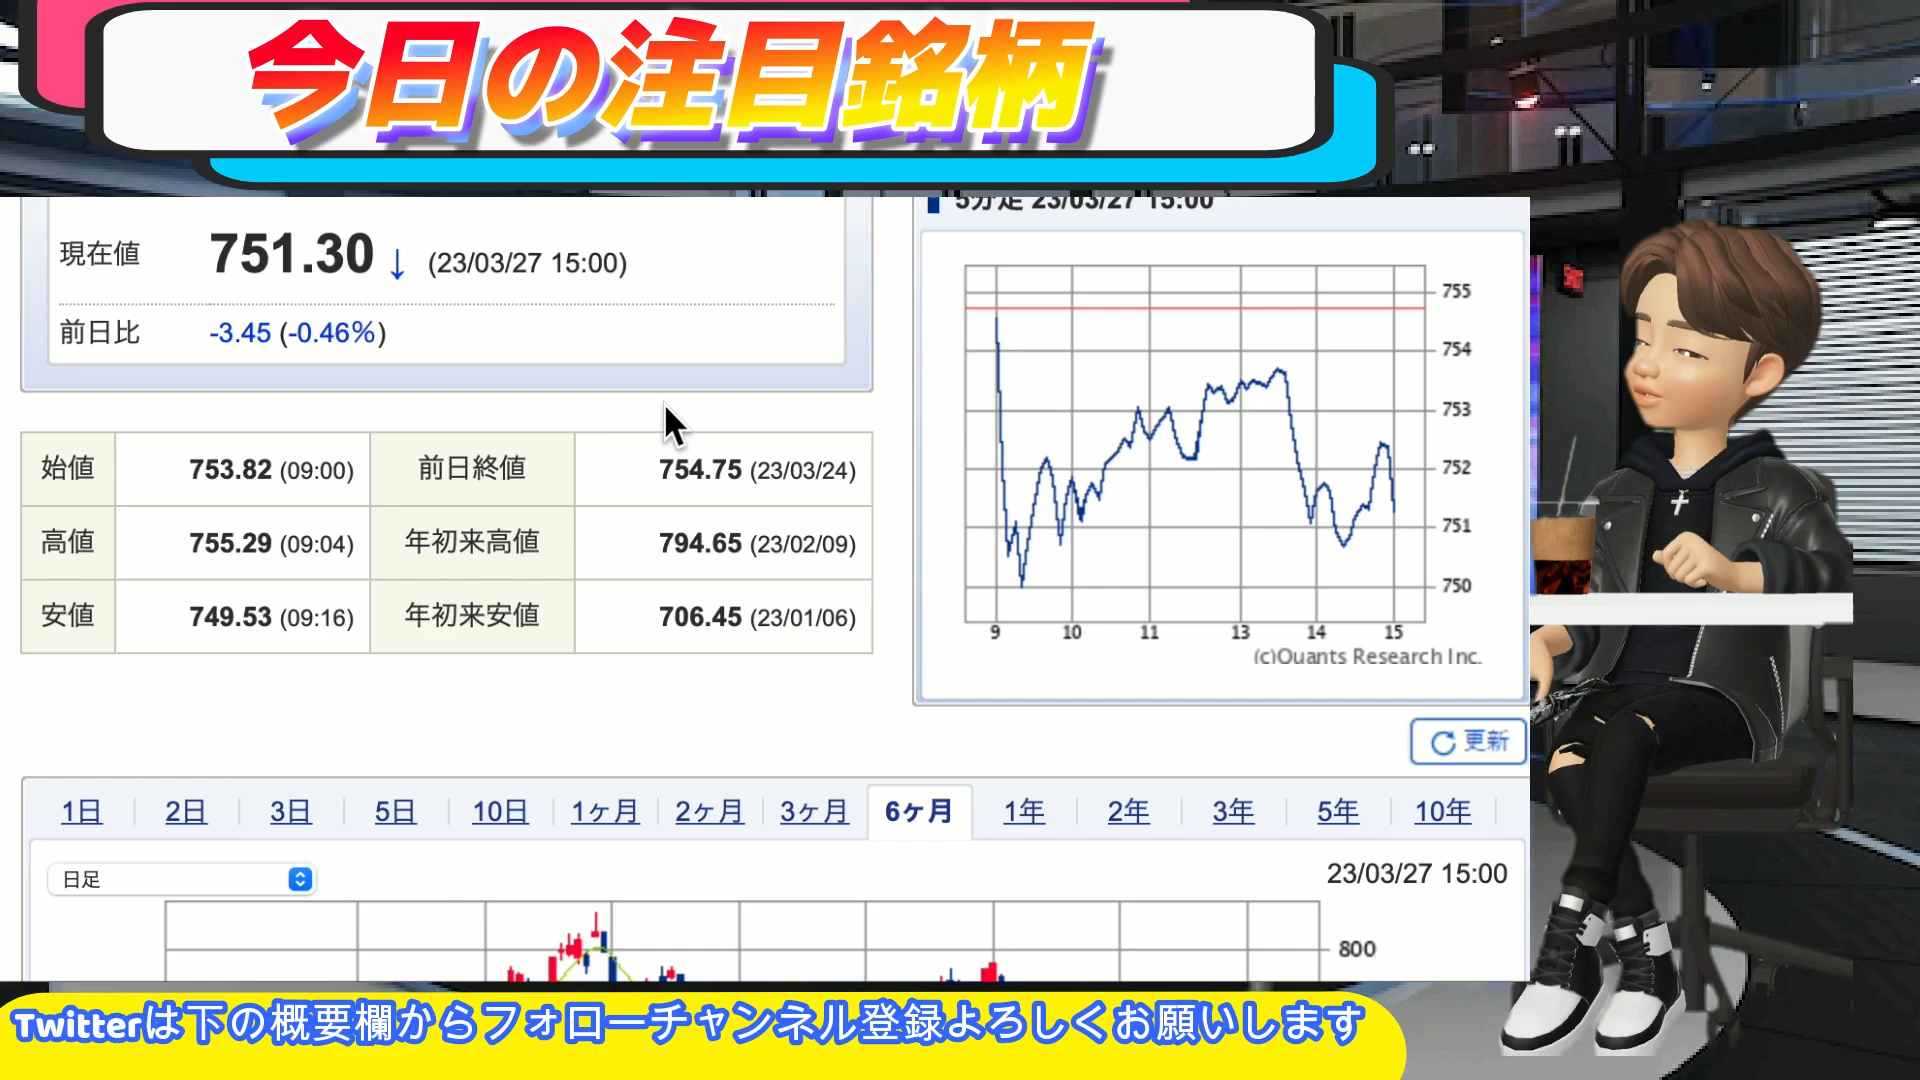 今日の注目銘柄
現在値 751.30 ↓ (23/03/27 15:00)
前日比 -3.45 (-0.46%)
始値 753.82 (09:00) 前日終値 754.75 (23/03/24)
高値 755.29 (09:04) 年初来高値 794.65 (23/02/09)
安値 749.53 (09:16) 年初来安値 706.45 (23/01/06)
5分足 23/03/27 15:00
755
754
753
752
751
750
9 10 11 13 14 15
(c)Quants Research Inc.
更新
1日 2日 3日 5日 10日 1ヶ月 2ヶ月 3ヶ月 6ヶ月 1年 2年 3年 5年 10年
日足
23/03/27 15:00
800
Twitterは下の概要欄からフォローチャンネル登録よろしくお願いします